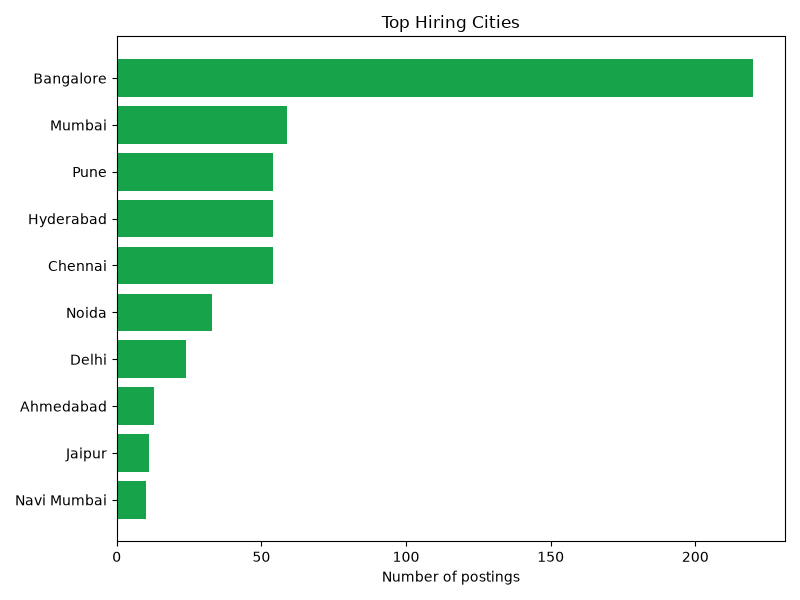 Top Hiring Cities
Bangalore
Mumbai
Pune
Hyderabad
Chennai
Noida
Delhi
Ahmedabad
Jaipur
Navi Mumbai
0 50 100 150 200
Number of postings